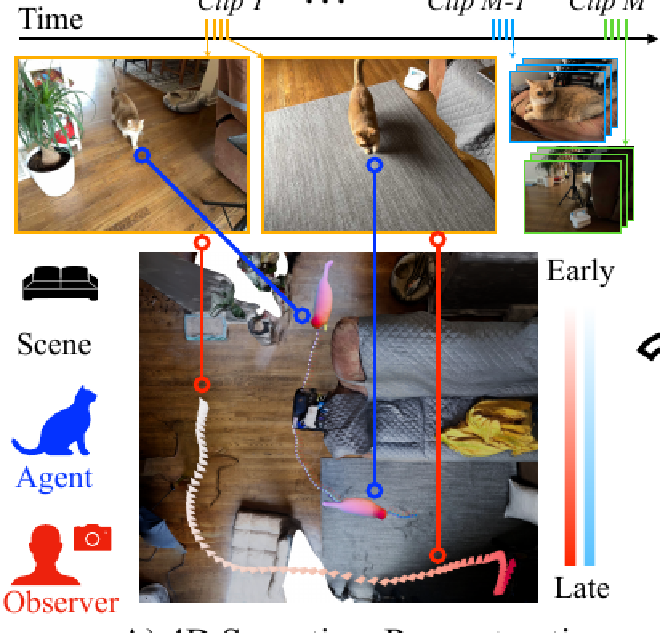 Time
Clip 1 ... Clip M-1 Clip M
Early
Scene
Agent
Late
Observer